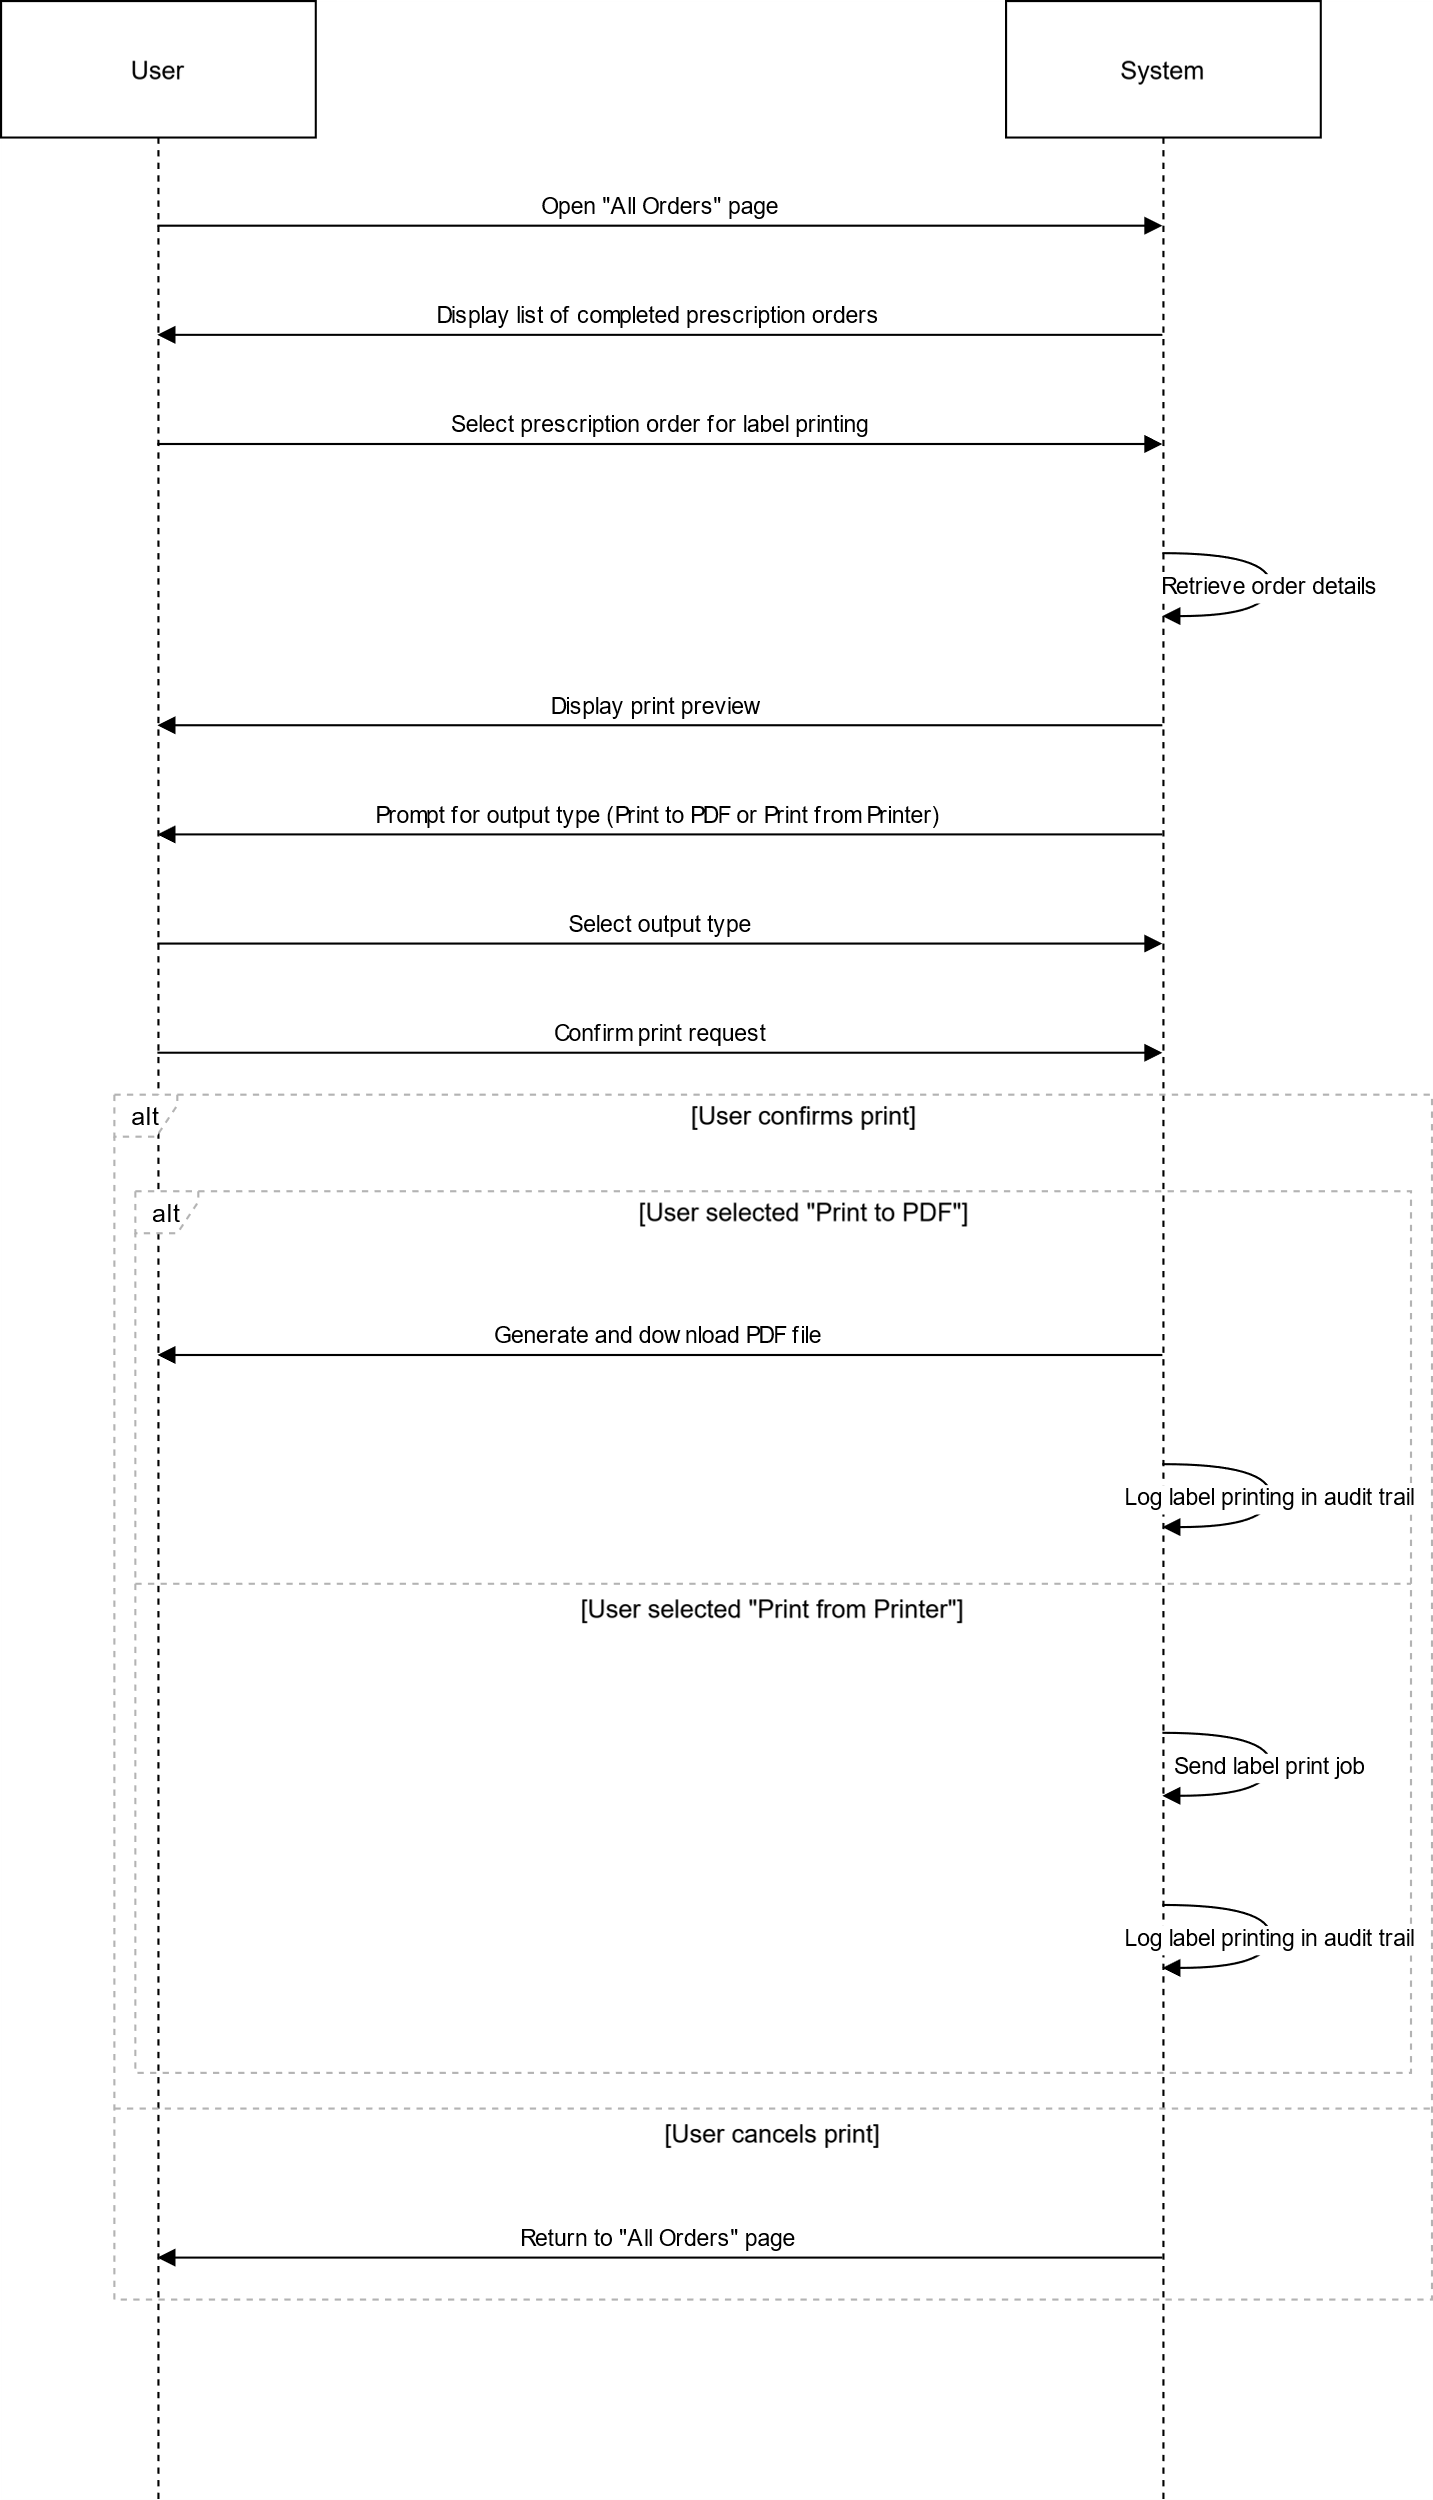 User
System
Open "All Orders" page
Display list of completed prescription orders
Select prescription order for label printing
Retrieve order details
Display print preview
Prompt for output type (Print to PDF or Print from Printer)
Select output type
Confirm print request
alt
[User confirms print]
alt
[User selected "Print to PDF"]
Generate and download PDF file
Log label printing in audit trail
[User selected "Print from Printer"]
Send label print job
Log label printing in audit trail
[User cancels print]
Return to "All Orders" page